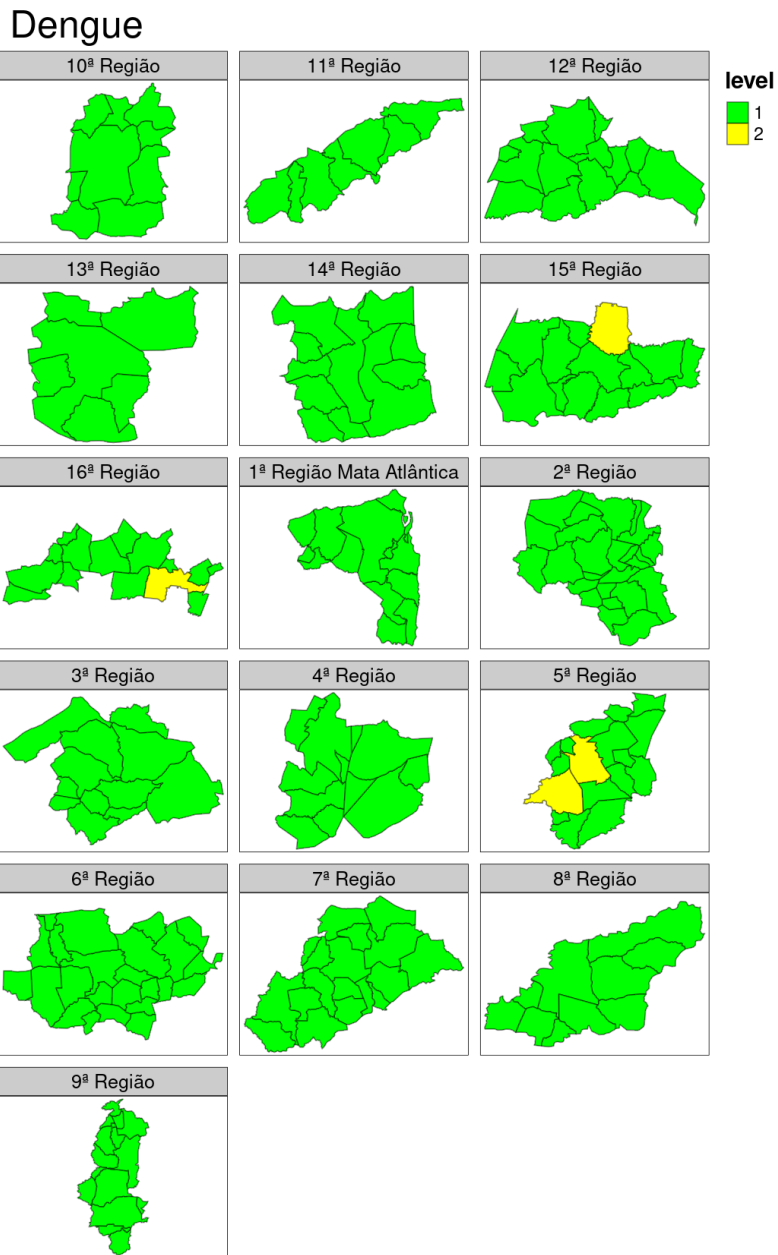 Dengue
10ª Região
11ª Região
12ª Região
level
1
2
13ª Região
14ª Região
15ª Região
16ª Região
1ª Região Mata Atlântica
2ª Região
3ª Região
4ª Região
5ª Região
6ª Região
7ª Região
8ª Região
9ª Região